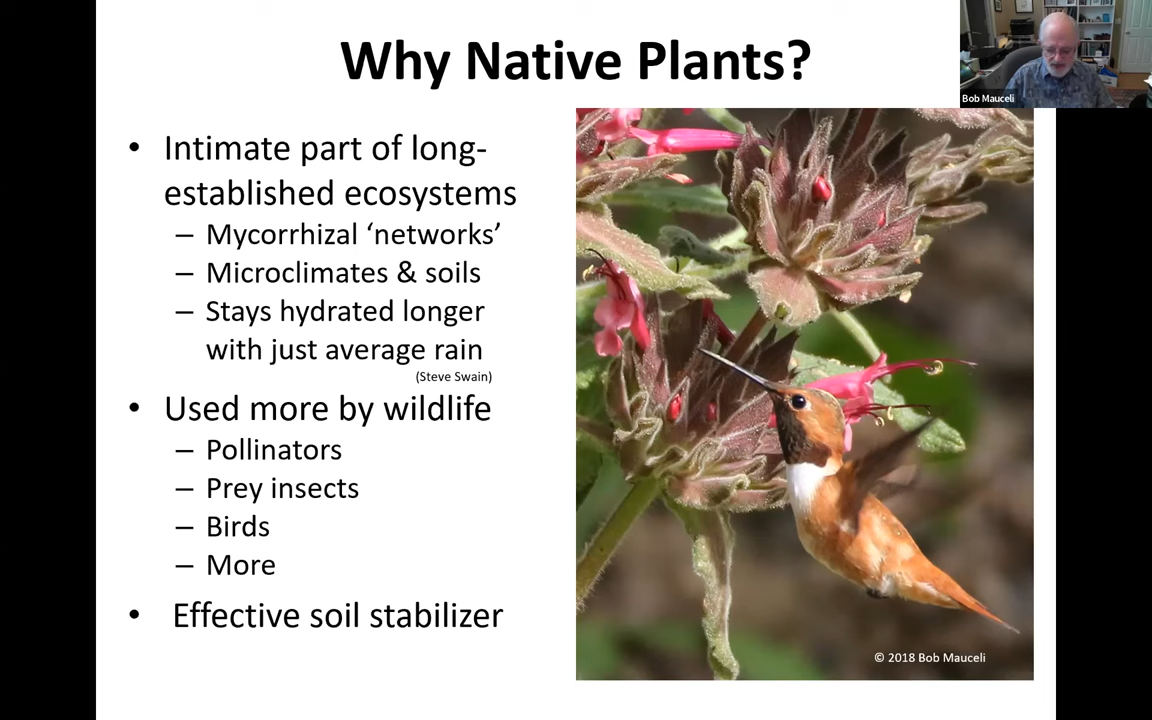 Why Native Plants?
Bob Mauceli
• Intimate part of long-
established ecosystems
– Mycorrhizal ‘networks’
– Microclimates & soils
– Stays hydrated longer
with just average rain
(Steve Swain)
• Used more by wildlife
– Pollinators
– Prey insects
– Birds
– More
• Effective soil stabilizer
© 2018 Bob Mauceli